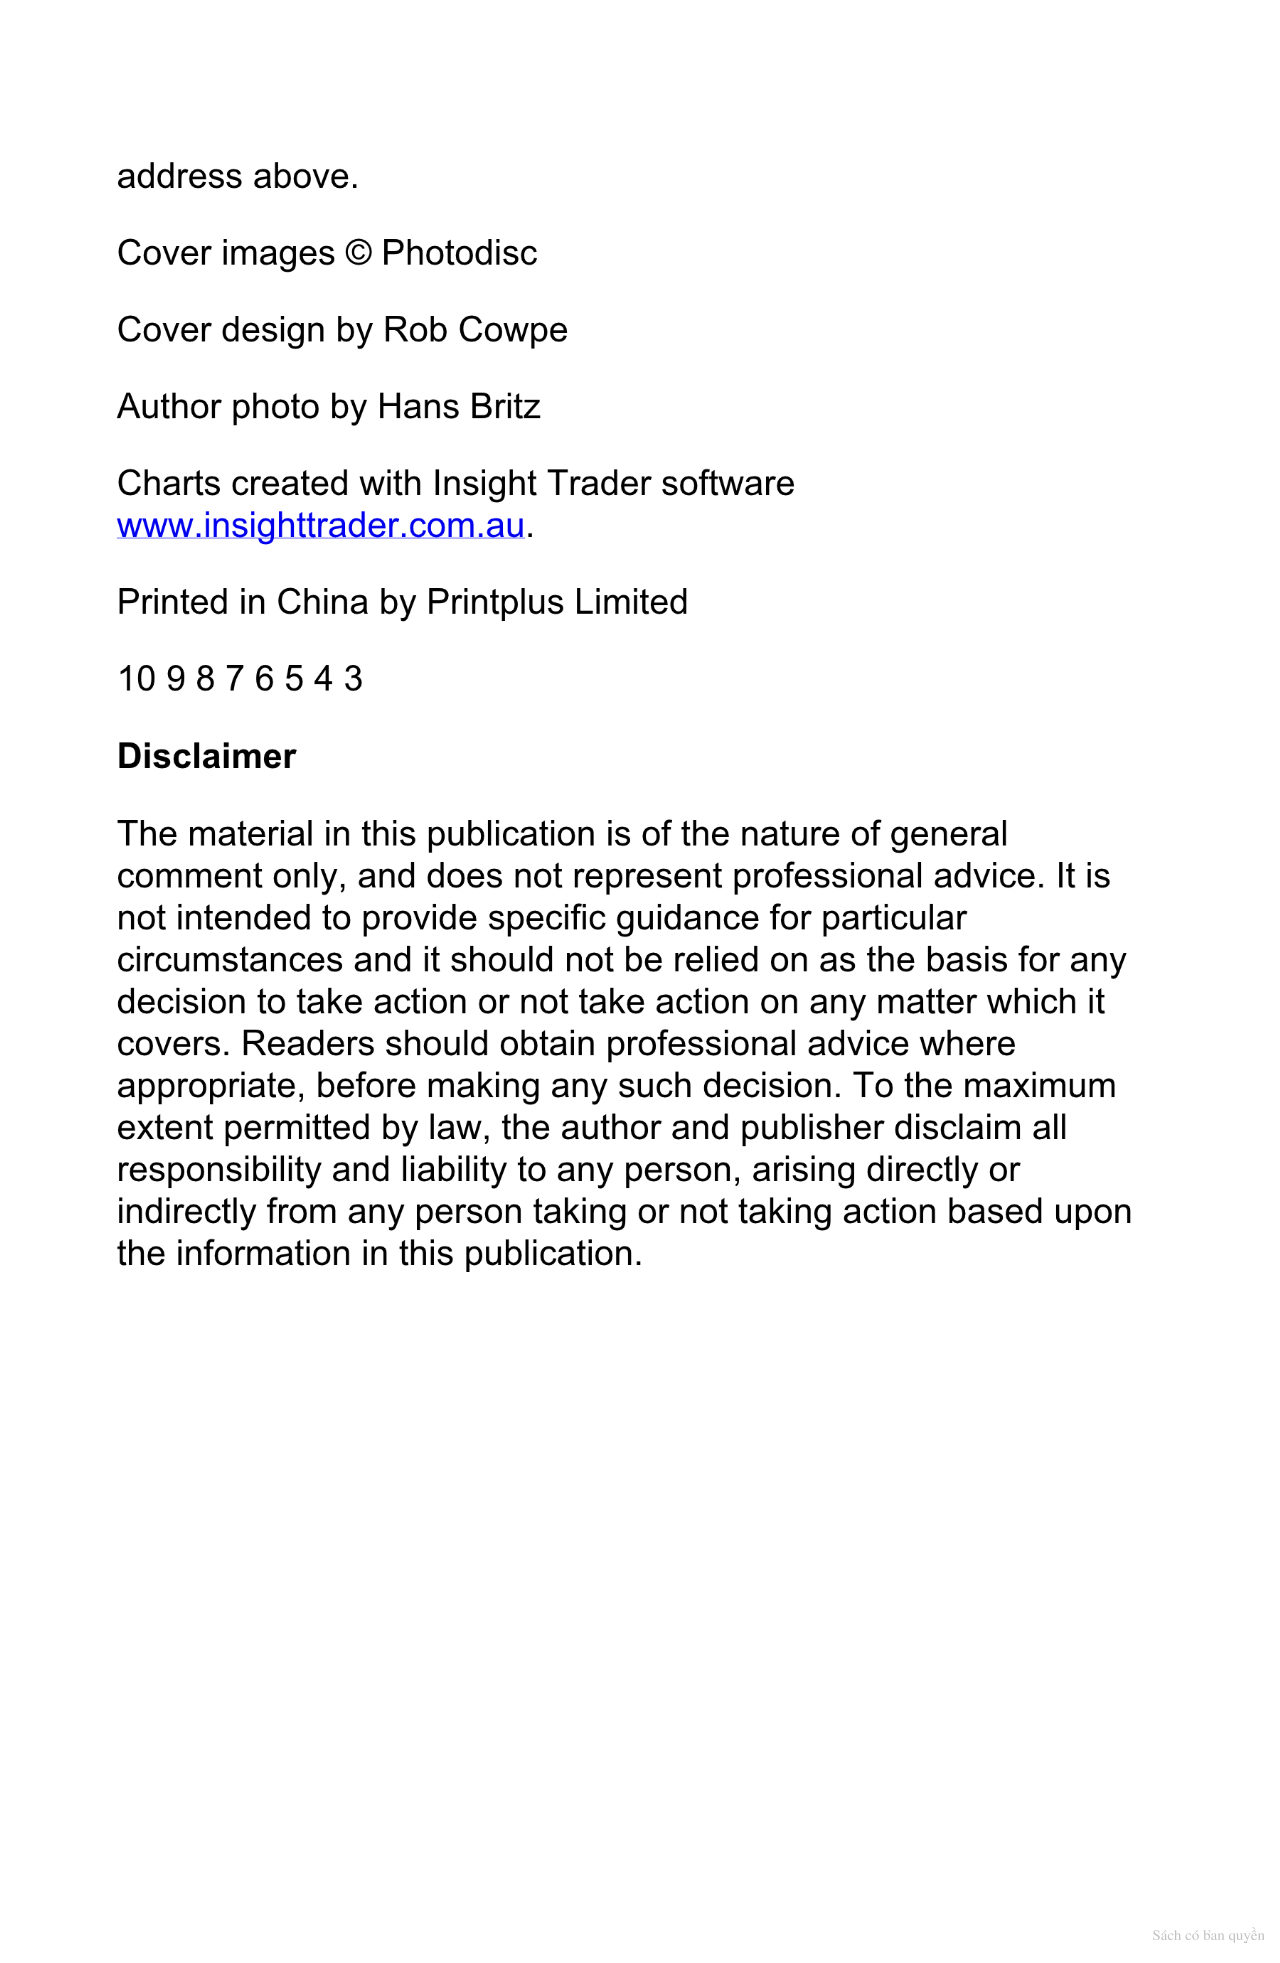 address above.
Cover images © Photodisc
Cover design by Rob Cowpe
Author photo by Hans Britz
Charts created with Insight Trader software
www.insighttrader.com.au.
Printed in China by Printplus Limited
10 9 8 7 6 5 4 3
Disclaimer
The material in this publication is of the nature of general
comment only, and does not represent professional advice. It is
not intended to provide specific guidance for particular
circumstances and it should not be relied on as the basis for any
decision to take action or not take action on any matter which it
covers. Readers should obtain professional advice where
appropriate, before making any such decision. To the maximum
extent permitted by law, the author and publisher disclaim all
responsibility and liability to any person, arising directly or
indirectly from any person taking or not taking action based upon
the information in this publication.
Sách có bản quyền